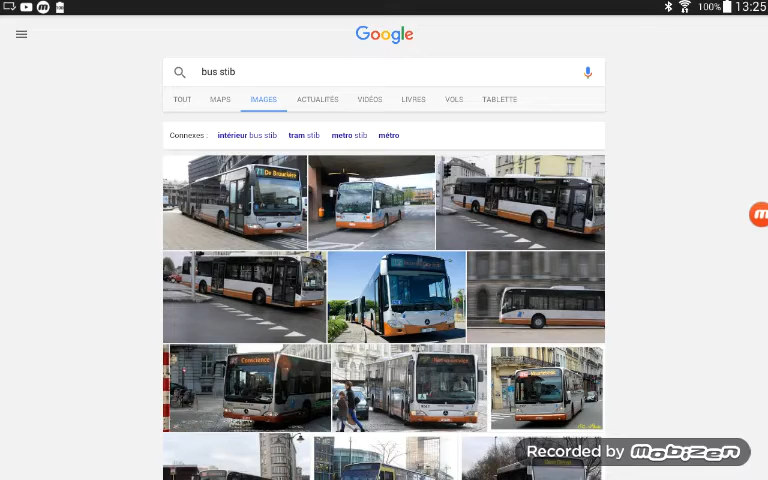 100% 13:25
Google
bus stib
TOUT MAPS IMAGES ACTUALITÉS VIDÉOS LIVRES VOLS TABLETTE
Connexes : intérieur bus stib tram stib metro stib métro
71 De Brouckère
Recorded by MOBIZEN